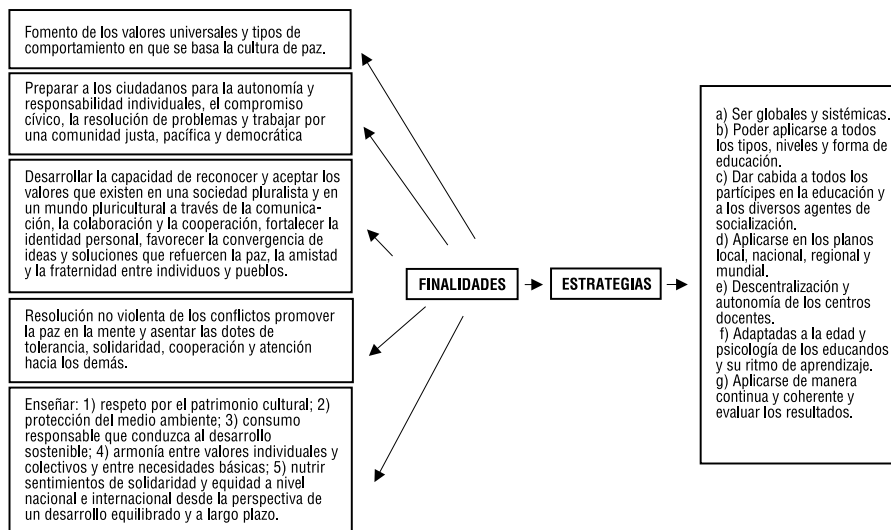 Fomento de los valores universales y tipos de
comportamiento en que se basa la cultura de paz.
Preparar a los ciudadanos para la autonomía y
responsabilidad individuales, el compromiso
cívico, la resolución de problemas y trabajar por
una comunidad justa, pacífica y democrática
Desarrollar la capacidad de reconocer y aceptar los
valores que existen en una sociedad pluralista y en
un mundo pluricultural a través de la comunica-
ción, la colaboración y la cooperación, fortalecer la
identidad personal, favorecer la convergencia de
ideas y soluciones que refuercen la paz, la amistad
y la fraternidad entre individuos y pueblos.
Resolución no violenta de los conflictos promover
la paz en la mente y asentar las dotes de
tolerancia, solidaridad, cooperación y atención
hacia los demás.
Enseñar: 1) respeto por el patrimonio cultural; 2)
protección del medio ambiente; 3) consumo
responsable que conduzca al desarrollo
sostenible; 4) armonía entre valores individuales y
colectivos y entre necesidades básicas; 5) nutrir
sentimientos de solidaridad y equidad a nivel
nacional e internacional desde la perspectiva de
un desarrollo equilibrado y a largo plazo.
FINALIDADES
ESTRATEGIAS
a) Ser globales y sistémicas.
b) Poder aplicarse a todos
los tipos, niveles y forma de
educación.
c) Dar cabida a todos los
partícipes en la educación y
a los diversos agentes de
socialización.
d) Aplicarse en los planos
local, nacional, regional y
mundial.
e) Descentralización y
autonomía de los centros
docentes.
f) Adaptadas a la edad y
psicología de los educandos
y su ritmo de aprendizaje.
g) Aplicarse de manera
continua y coherente y
evaluar los resultados.